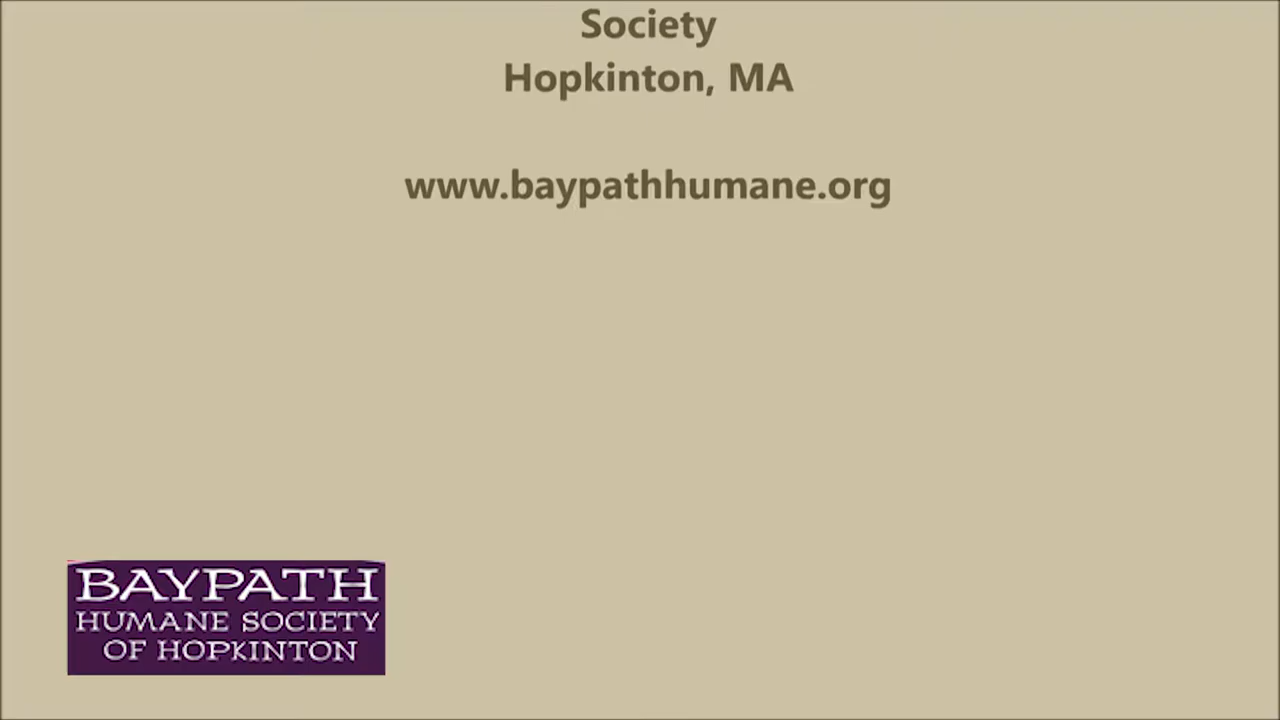 Society
Hopkinton, MA
www.baypathhumane.org
BAYPATH
HUMANE SOCIETY
OF HOPKINTON